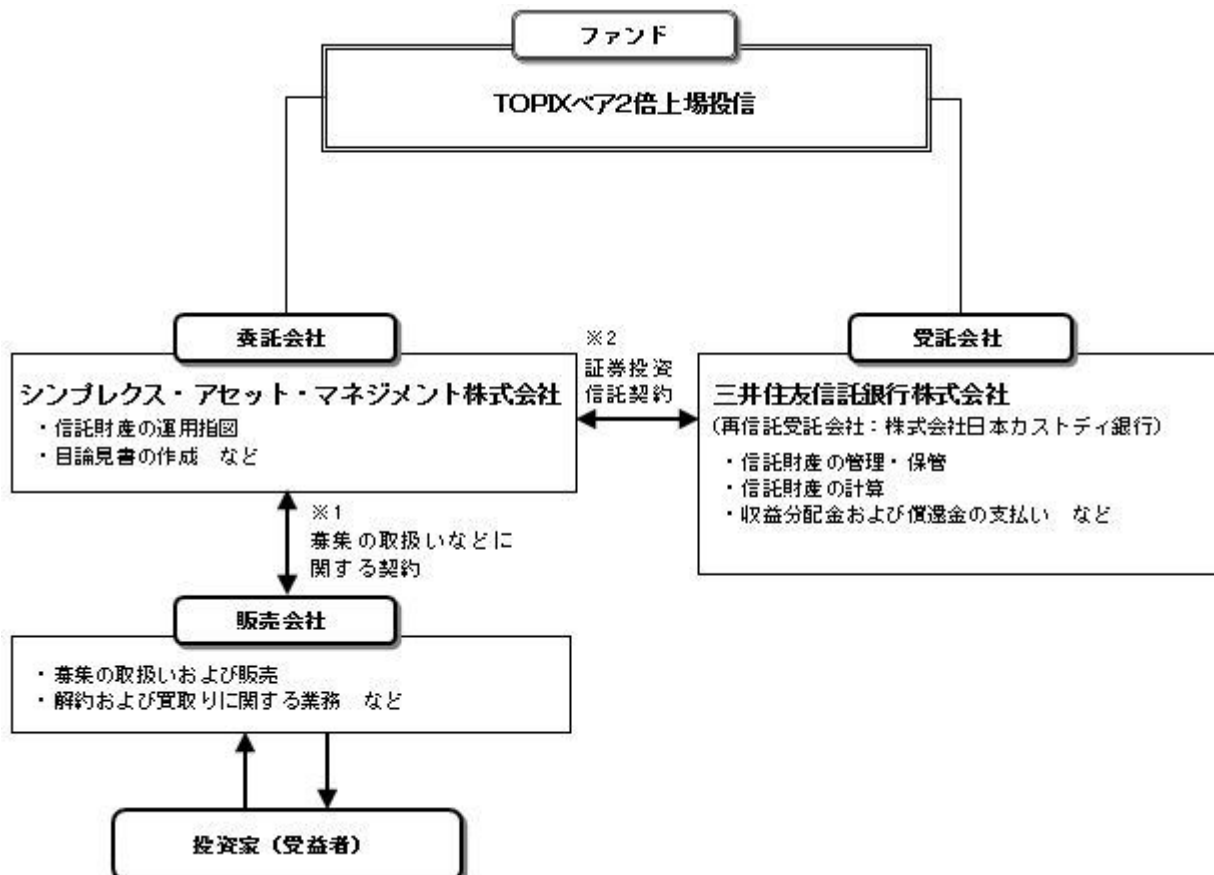 ファンド
TOPIXベア2倍上場投信
委託会社
シンプレクス・アセット・マネジメント株式会社
・信託財産の運用指図
・目論見書の作成 など
※2
証券投資
信託契約
受託会社
三井住友信託銀行株式会社
(再信託受託会社：株式会社日本カストディ銀行)
・信託財産の管理・保管
・信託財産の計算
・収益分配金および償還金の支払い など
※1
募集の取扱いなどに
関する契約
販売会社
・募集の取扱いおよび販売
・解約および買取りに関する業務 など
投資家（受益者）